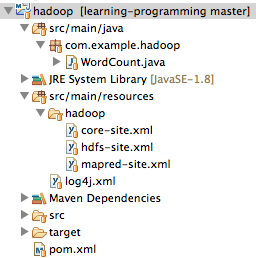 hadoop [learning-programming master]
src/main/java
com.example.hadoop
WordCount.java
JRE System Library [JavaSE-1.8]
src/main/resources
hadoop
core-site.xml
hdfs-site.xml
mapred-site.xml
log4j.xml
Maven Dependencies
src
target
pom.xml